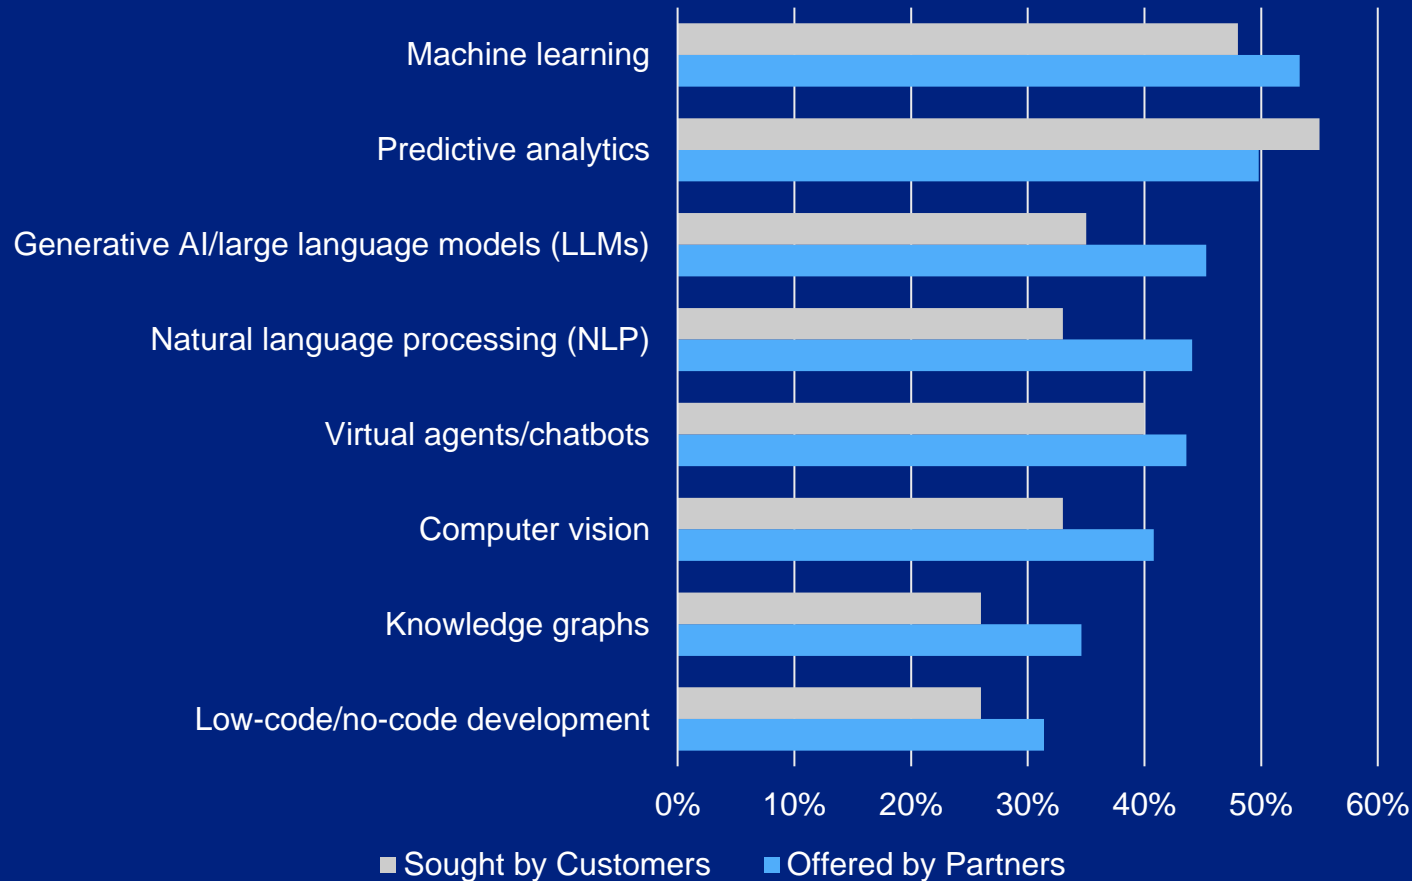 Machine learning
Predictive analytics
Generative AI/large language models (LLMs)
Natural language processing (NLP)
Virtual agents/chatbots
Computer vision
Knowledge graphs
Low-code/no-code development
0% 10% 20% 30% 40% 50% 60%
Sought by Customers Offered by Partners